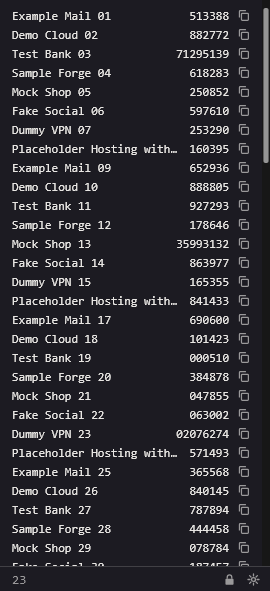 Example Mail 01 513388
Demo Cloud 02 882772
Test Bank 03 71295139
Sample Forge 04 618283
Mock Shop 05 250852
Fake Social 06 597610
Dummy VPN 07 253290
Placeholder Hosting with… 160395
Example Mail 09 652936
Demo Cloud 10 888805
Test Bank 11 927293
Sample Forge 12 178646
Mock Shop 13 35993132
Fake Social 14 863977
Dummy VPN 15 165355
Placeholder Hosting with… 841433
Example Mail 17 690600
Demo Cloud 18 101423
Test Bank 19 000510
Sample Forge 20 384878
Mock Shop 21 047855
Fake Social 22 063002
Dummy VPN 23 02076274
Placeholder Hosting with… 571493
Example Mail 25 365568
Demo Cloud 26 840145
Test Bank 27 787894
Sample Forge 28 444458
Mock Shop 29 078784
23